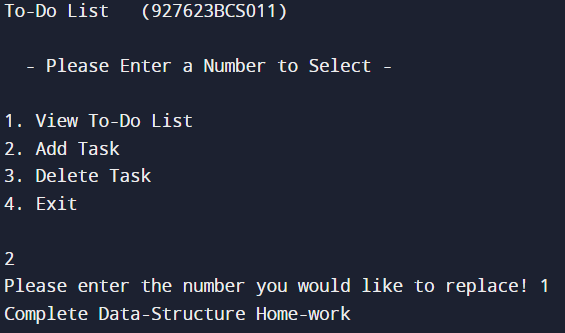 To-Do List   (927623BCS011)
- Please Enter a Number to Select -
1. View To-Do List
2. Add Task
3. Delete Task
4. Exit
2
Please enter the number you would like to replace! 1
Complete Data-Structure Home-work